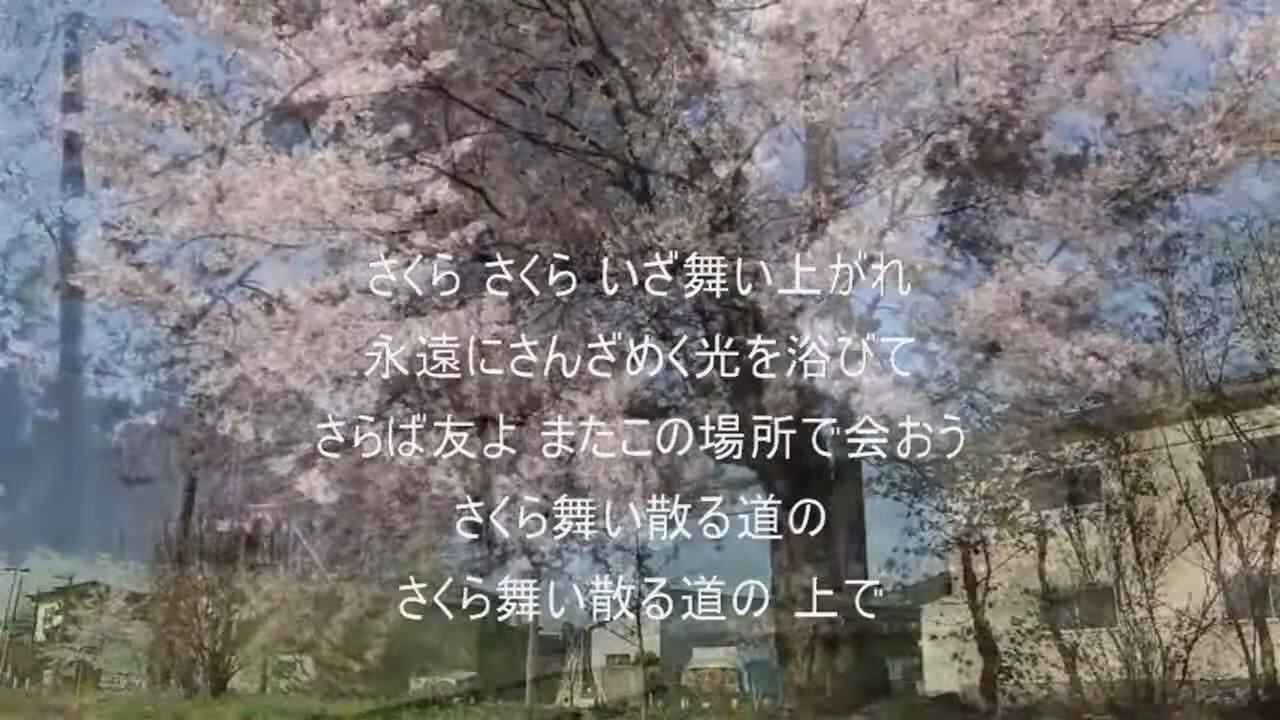 さくら さくら いざ舞い上がれ
永遠にさんざめく光を浴びて
さらば友よ またこの場所で会おう
さくら舞い散る道の
さくら舞い散る道の 上で